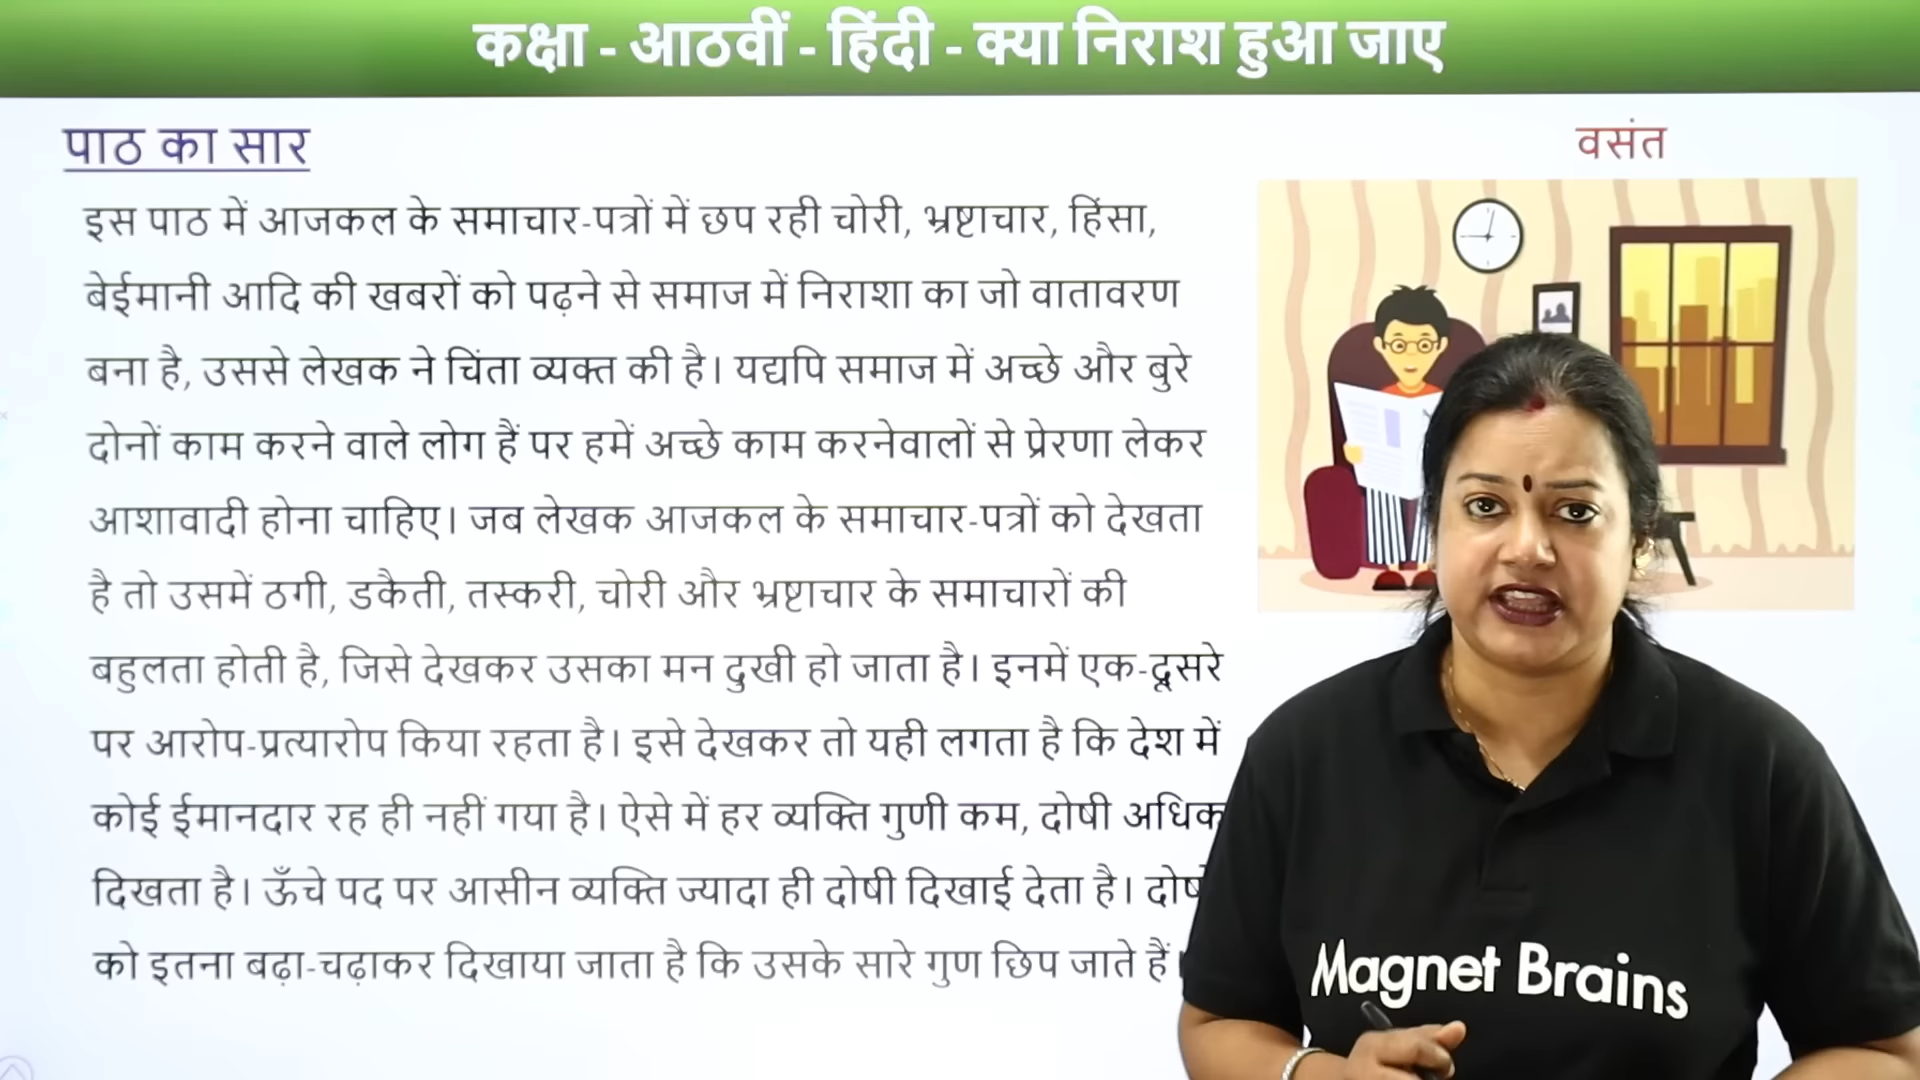 कक्षा - आठवीं - हिंदी - क्या निराश हुआ जाए
पाठ का सार
वसंत
इस पाठ में आजकल के समाचार-पत्रों में छप रही चोरी, भ्रष्टाचार, हिंसा,
बेईमानी आदि की खबरों को पढ़ने से समाज में निराशा का जो वातावरण
बना है, उससे लेखक ने चिंता व्यक्त की है। यद्यपि समाज में अच्छे और बुरे
दोनों काम करने वाले लोग हैं पर हमें अच्छे काम करनेवालों से प्रेरणा लेकर
आशावादी होना चाहिए। जब लेखक आजकल के समाचार-पत्रों को देखता
है तो उसमें ठगी, डकैती, तस्करी, चोरी और भ्रष्टाचार के समाचारों की
बहुलता होती है, जिसे देखकर उसका मन दुखी हो जाता है। इनमें एक-दूसरे
पर आरोप-प्रत्यारोप किया रहता है। इसे देखकर तो यही लगता है कि देश में
कोई ईमानदार रह ही नहीं गया है। ऐसे में हर व्यक्ति गुणी कम, दोषी अधिक
दिखता है। ऊँचे पद पर आसीन व्यक्ति ज्यादा ही दोषी दिखाई देता है।
को इतना बढ़ा-चढ़ाकर दिखाया जाता है कि उसके सारे गुण छिप जाते हैं।
Magnet Brains